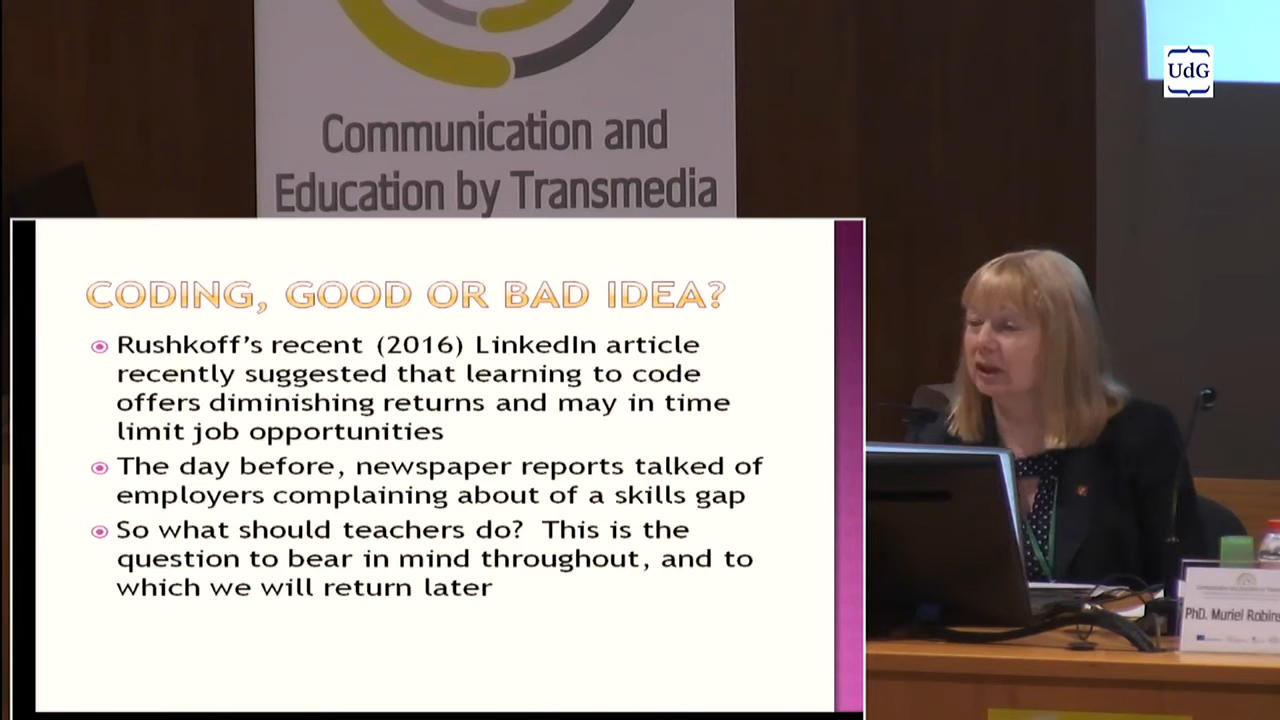 UdG
Communication and
Education by Transmedia
CODING, GOOD OR BAD IDEA?
Rushkoff's recent (2016) LinkedIn article
recently suggested that learning to code
offers diminishing returns and may in time
limit job opportunities
The day before, newspaper reports talked of
employers complaining about of a skills gap
So what should teachers do? This is the
question to bear in mind throughout, and to
which we will return later
PhD. Muriel Robins